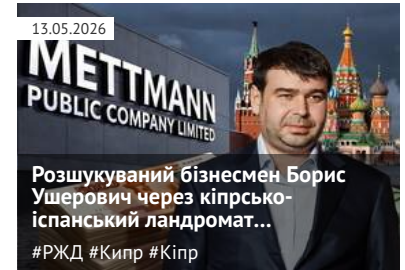 13.05.2026
METTMANN
PUBLIC COMPANY LIMITED
Розшукуваний бізнесмен Борис
Ушерович через кіпрсько-
іспанський ландромат...
#РЖД #Кипр #Кіпр